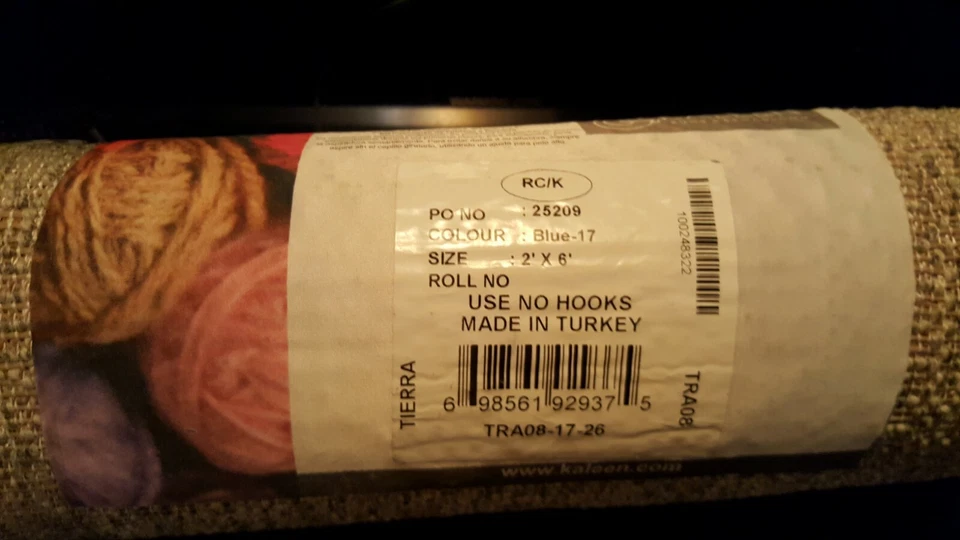 RC/K
PO NO : 25209
COLOUR : Blue-17
SIZE : 2' X 6'
ROLL NO
USE NO HOOKS
MADE IN TURKEY
6 98561 92937 5
TRA08-17-26
TIERRA
TRA08
100248322
www.kaleen.com